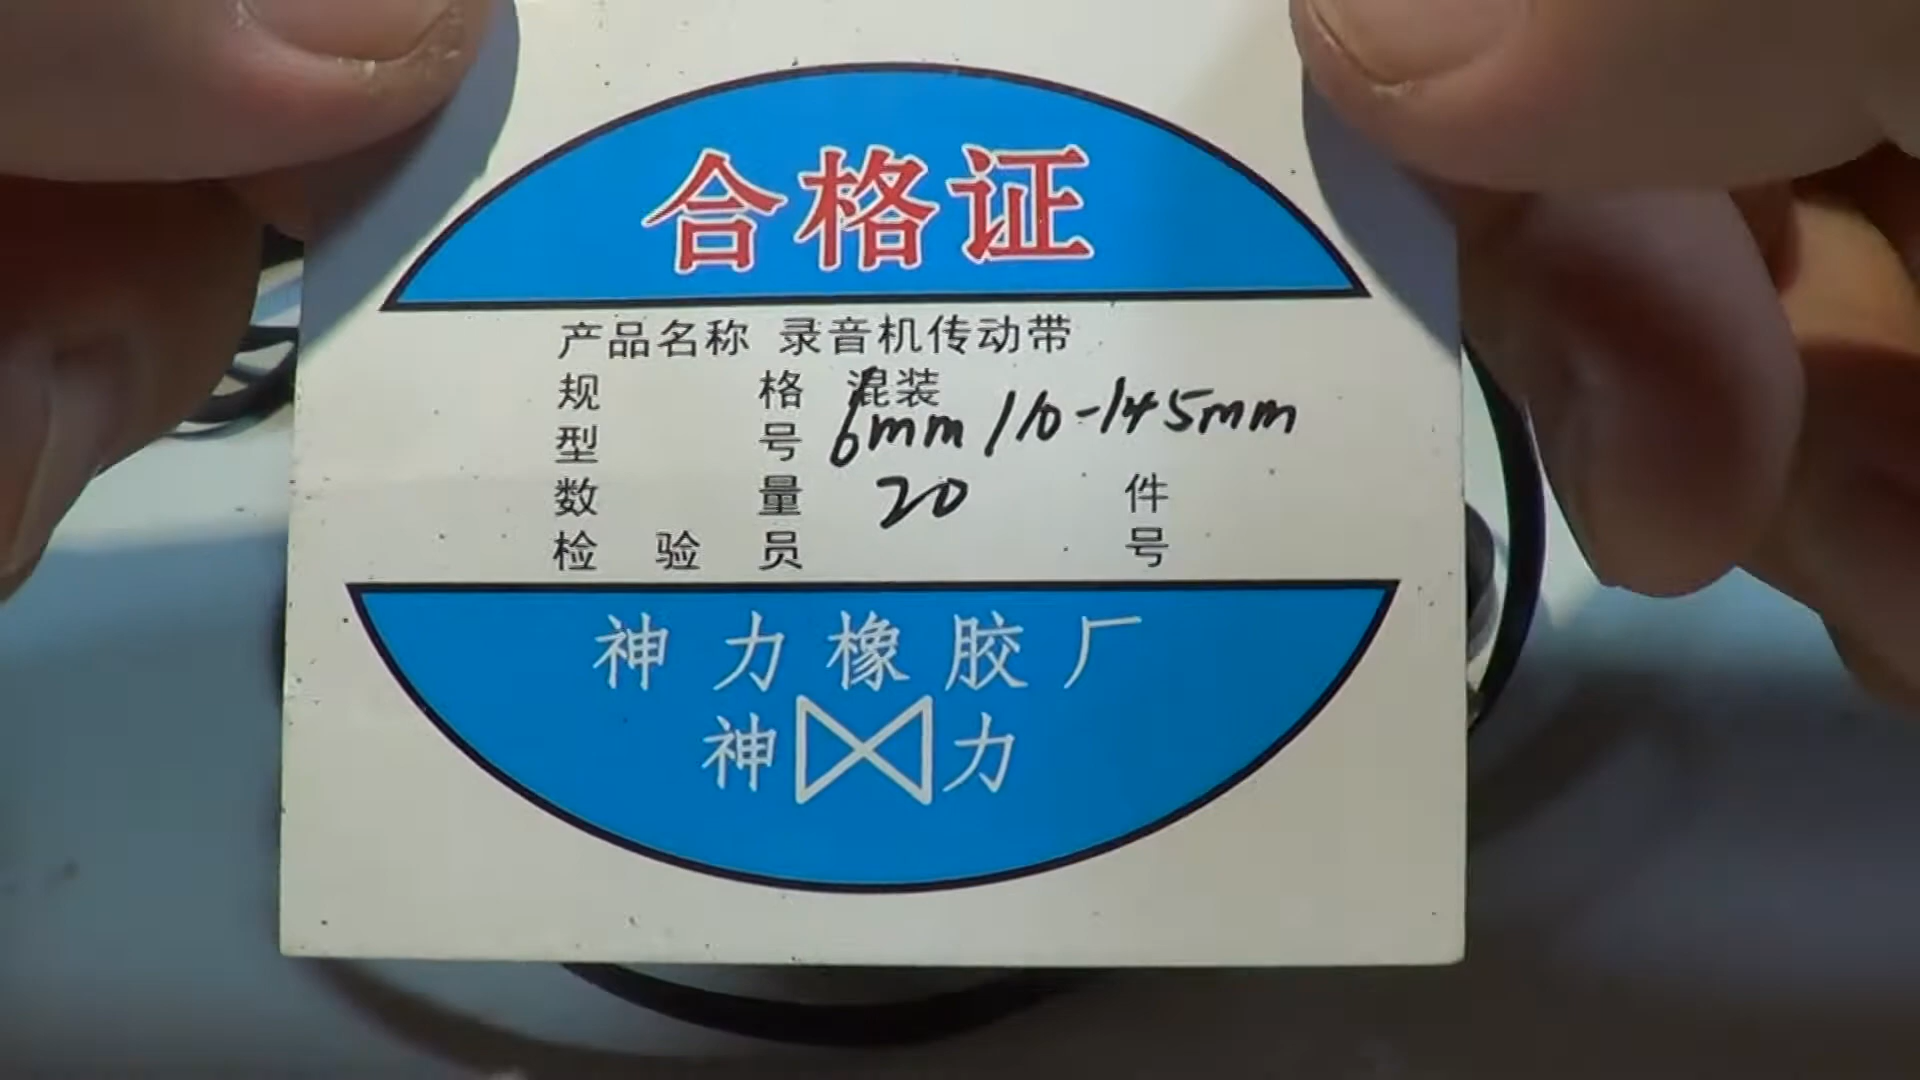 合格证
产品名称 录音机传动带
规格 混装
型号 6mm 110-145mm
数量 20 件
检验员 号
神力橡胶厂
神力